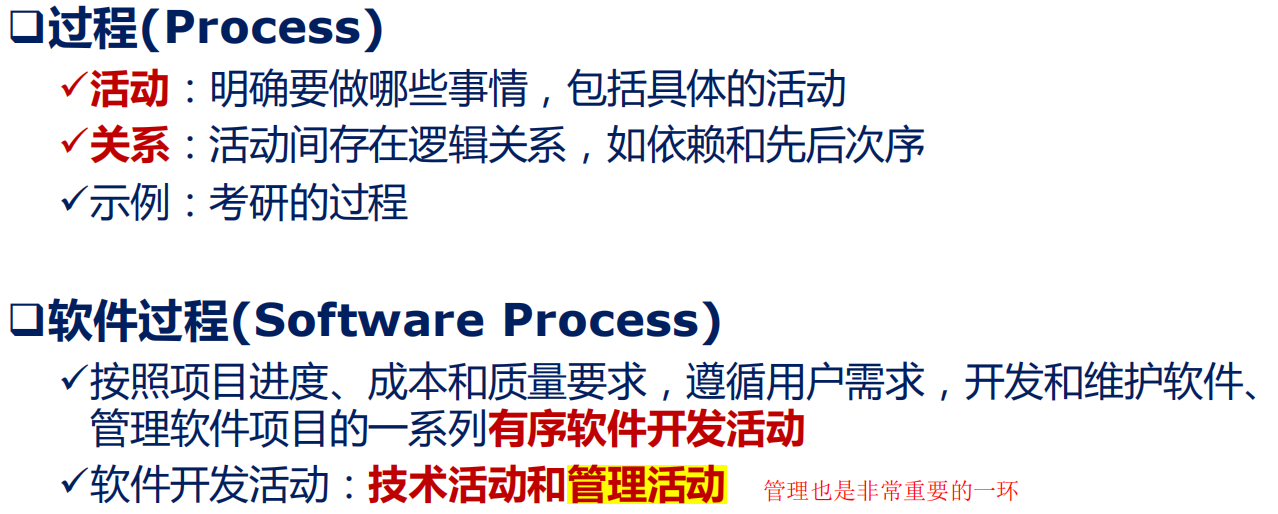 ❑过程(Process)
✓活动：明确要做哪些事情，包括具体的活动
✓关系：活动间存在逻辑关系，如依赖和先后次序
✓示例：考研的过程
❑软件过程(Software Process)
✓按照项目进度、成本和质量要求，遵循用户需求，开发和维护软件、
管理软件项目的一系列有序软件开发活动
✓软件开发活动：技术活动和管理活动 管理也是非常重要的一环